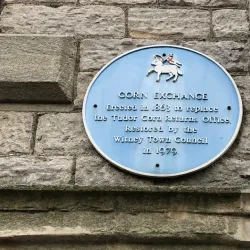 CORN EXCHANGE
Erected in 1863 to replace
the Tudor Corn Returns Office.
Restored by the
Witney Town Council
in 1979.